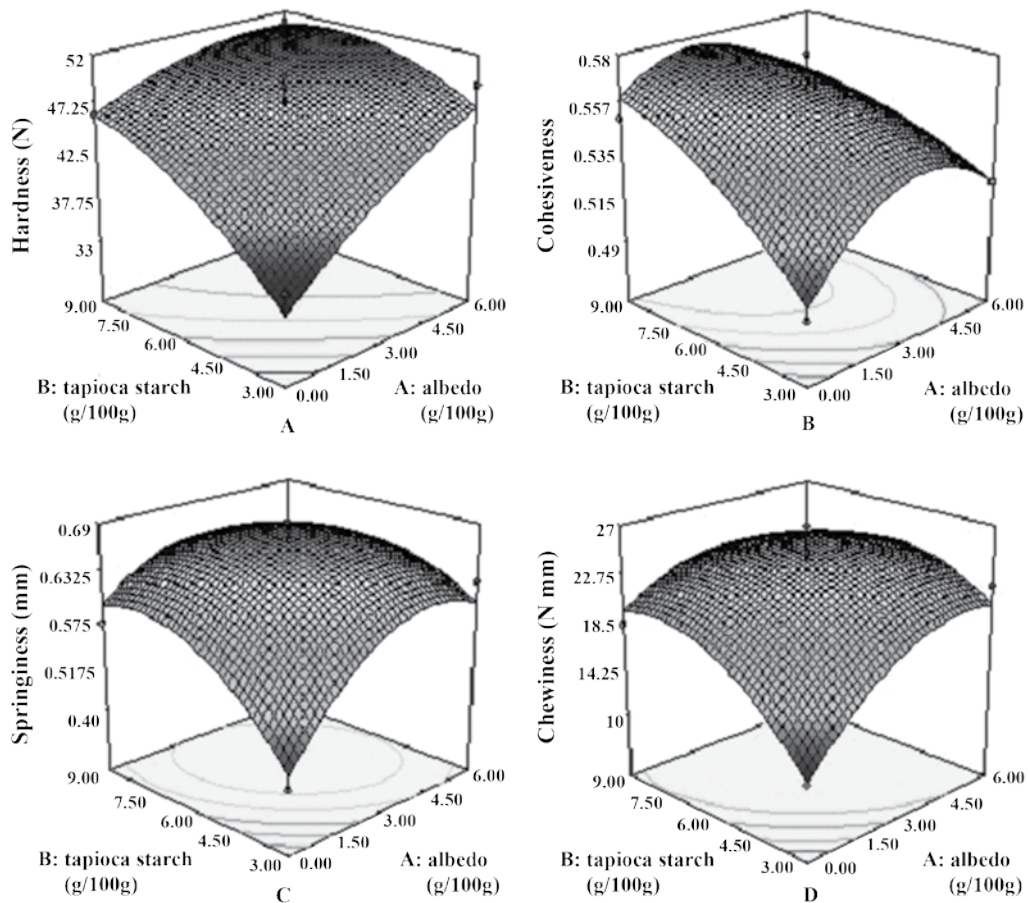 Hardness (N)
52
47.25
42.5
37.75
33
9.00
7.50
6.00
4.50
3.00
0.00
1.50
3.00
4.50
6.00
B: tapioca starch
(g/100g)
A: albedo
(g/100g)
A
Cohesiveness
0.58
0.557
0.535
0.515
0.49
9.00
7.50
6.00
4.50
3.00
0.00
1.50
3.00
4.50
6.00
B: tapioca starch
(g/100g)
A: albedo
(g/100g)
B
Springiness (mm)
0.69
0.6325
0.575
0.5175
0.40
9.00
7.50
6.00
4.50
3.00
0.00
1.50
3.00
4.50
6.00
B: tapioca starch
(g/100g)
A: albedo
(g/100g)
C
Chewiness (N mm)
27
22.75
18.5
14.25
10
9.00
7.50
6.00
4.50
3.00
0.00
1.50
3.00
4.50
6.00
B: tapioca starch
(g/100g)
A: albedo
(g/100g)
D